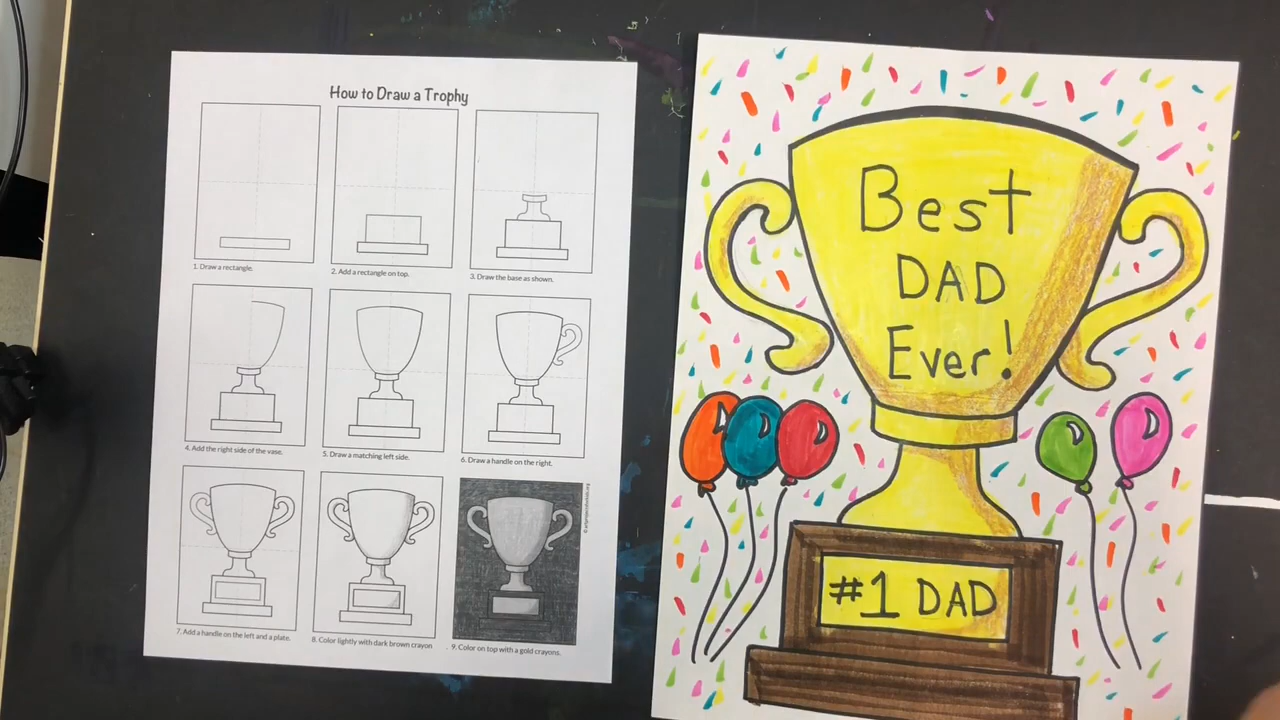 How to Draw a Trophy
1. Draw a rectangle.
2. Add a rectangle on top.
3. Draw the base as shown.
4. Add the right side of the vase.
5. Draw a matching left side.
6. Draw a handle on the right.
7. Add a handle on the left and a plate.
8. Color lightly with dark brown crayon
9. Color on top with a gold crayons.
Best
DAD
Ever!
#1 DAD